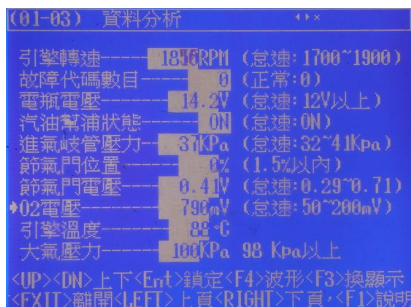 (01-03) 資料分析
引擎轉速------ RPM (怠速:1700~1900)
故障代碼數目---- 0 (正常:0)
電瓶電壓------ 14.2V (怠速:12V以上)
汽油幫浦狀態---- ON (怠速:ON)
進氣歧管壓力---- 37KPa (怠速:32~41Kpa)
節氣門位置----- 0% (1.5%以內)
節氣門電壓----- 0.41V (怠速:0.29~0.71)
➧O2電壓------ 790mV (怠速:50~200mV)
引擎溫度------ 88℃
大氣壓力------ 100KPa 98 Kpa以上
<UP><DN>上下<Ent>鎖定<F4>波形<F3>換顯示
<EXIT>離開<LEFT>上頁<RIGHT>下頁,<F1>說明